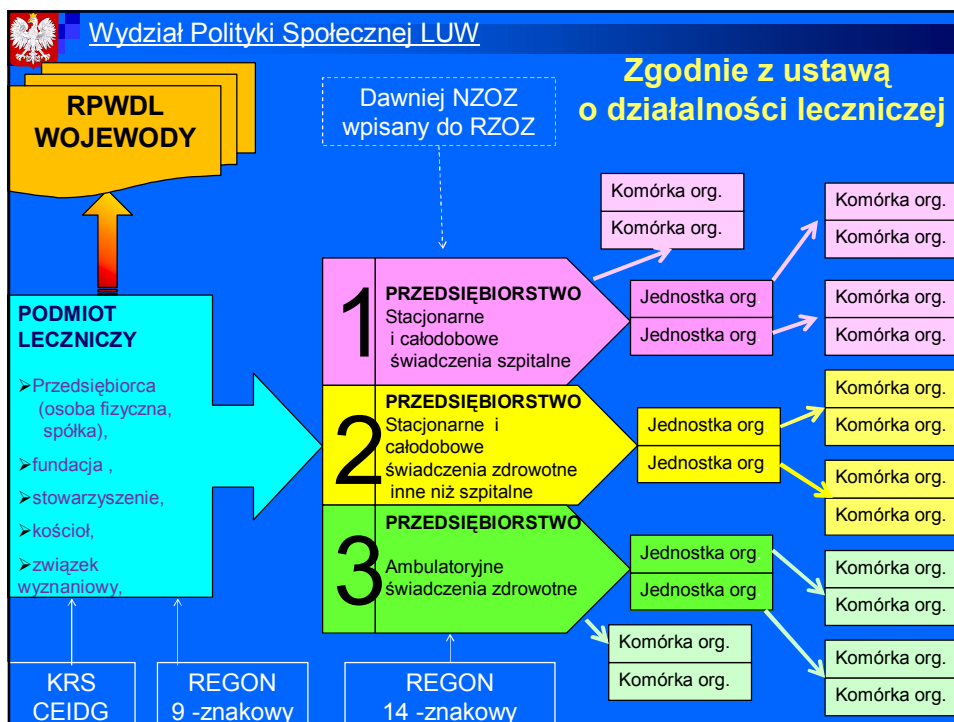 Wydział Polityki Społecznej LUW
Zgodnie z ustawą
o działalności leczniczej
RPWDL
WOJEWODY
Dawniej NZOZ
wpisany do RZOZ
PODMIOT
LECZNICZY
➢Przedsiębiorca
(osoba fizyczna,
spółka),
➢fundacja ,
➢stowarzyszenie,
➢kościół,
➢związek
wyznaniowy,
KRS
CEIDG
REGON
9 -znakowy
REGON
14 -znakowy
1
PRZEDSIĘBIORSTWO
Stacjonarne
i całodobowe
świadczenia szpitalne
Komórka org.
Komórka org.
Jednostka org.
Jednostka org.
Komórka org.
Komórka org.
Komórka org.
Komórka org.
2
PRZEDSIĘBIORSTWO
Stacjonarne i
całodobowe
świadczenia zdrowotne
inne niż szpitalne
Jednostka org
Jednostka org
Komórka org.
Komórka org.
Komórka org.
Komórka org.
3
PRZEDSIĘBIORSTWO
Ambulatoryjne
świadczenia zdrowotne
Jednostka org.
Jednostka org.
Komórka org.
Komórka org.
Komórka org.
Komórka org.
Komórka org.
Komórka org.